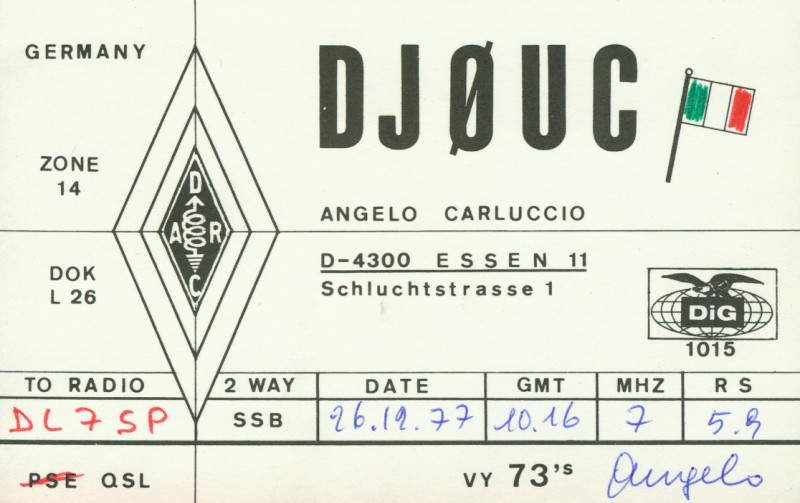 GERMANY
DJØUC
ZONE
14
D
A R
C
ANGELO CARLUCCIO
D-4300 ESSEN 11
Schluchtstrasse 1
DOK
L 26
DiG
1015
TO RADIO 2 WAY DATE GMT MHZ R S
DL7SP SSB 26.12.77 10.16 7 5.9
PSE QSL VY 73's Angelo